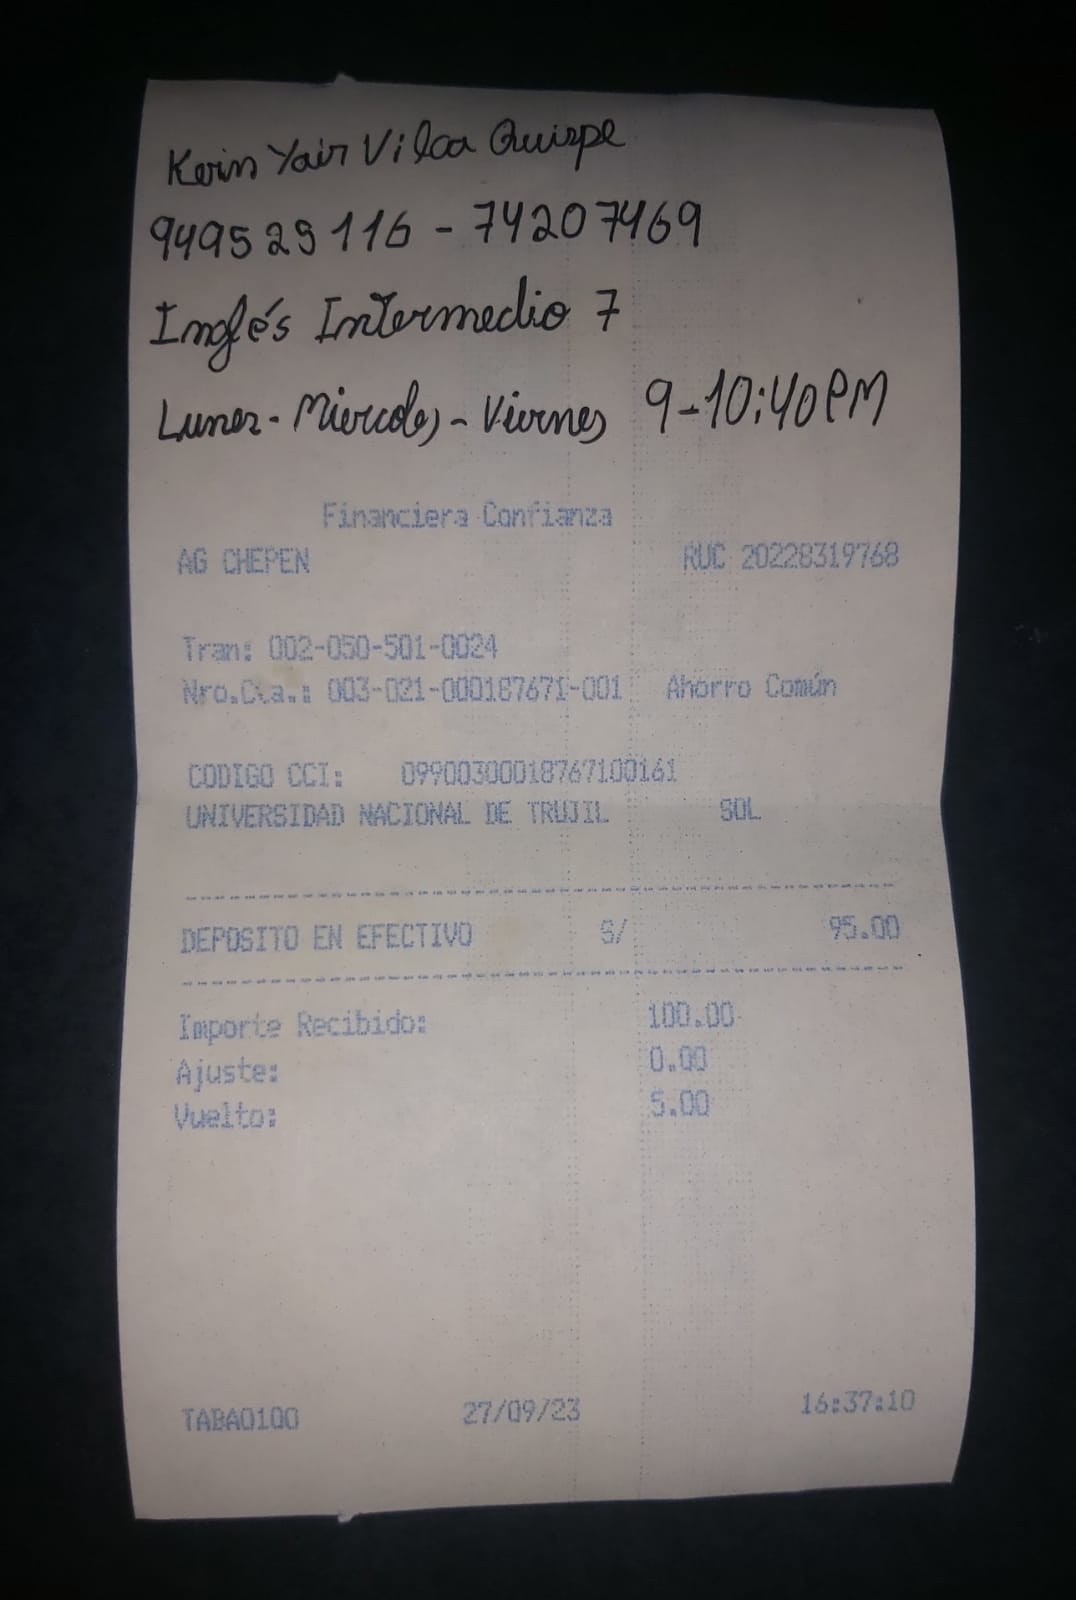 Kevin Yair Vilca Quispe
949529116 - 74207469
Inglés Intermedio 7
Lunes - Miercoles - Viernes 9-10:40PM
Financiera Confianza
AG CHEPEN RUC 20228319768
Tran: 002-050-501-0024
Nro.Cta.: 003-021-000187671-001 Ahorro Común
CODIGO CCI: 09900300018767100161
UNIVERSIDAD NACIONAL DE TRUJIL SOL
DEPOSITO EN EFECTIVO S/ 95.00
Importe Recibido: 100.00
Ajuste: 0.00
Vuelto: 5.00
TABA0100 27/09/23 16:37:10